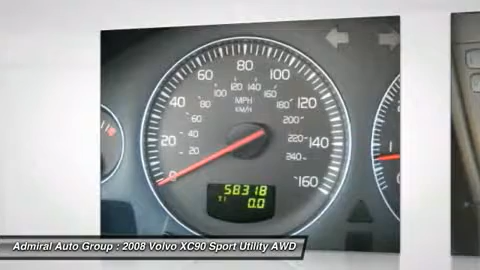 80
60 100
120 140
100 160
40 80 MPH 180 120
KM/H
60 200
40 220 140
20 20 240
0 160
58318
T1 0.0
1
Admiral Auto Group : 2008 Volvo XC90 Sport Utility AWD